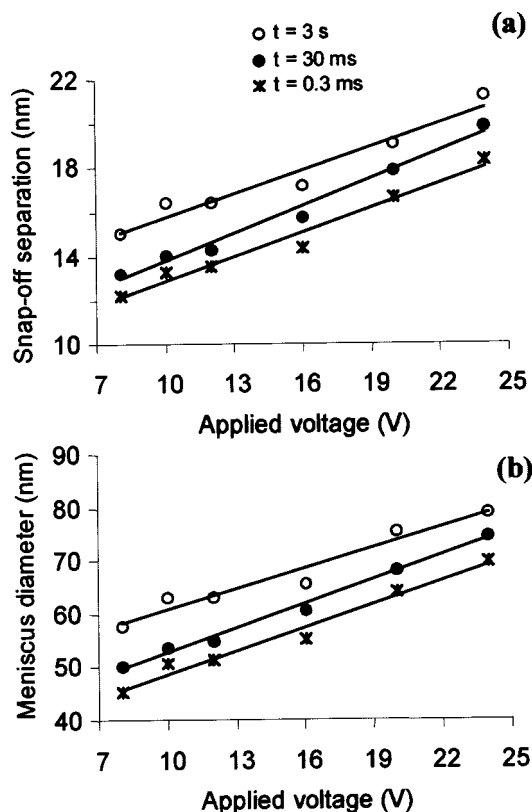 (a)
t = 3 s
t = 30 ms
t = 0.3 ms
Snap-off separation (nm)
22
18
14
10
7 10 13 16 19 22 25
Applied voltage (V)
(b)
Meniscus diameter (nm)
90
80
70
60
50
40
7 10 13 16 19 22 25
Applied voltage (V)